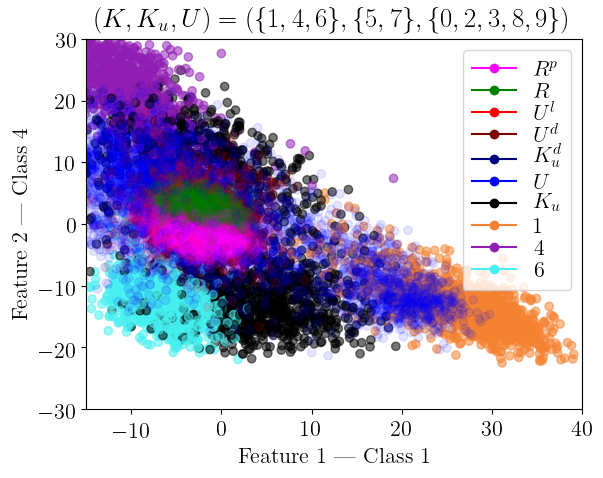 (K, K_u, U) = ({1, 4, 6}, {5, 7}, {0, 2, 3, 8, 9})
30
20
10
0
−10
−20
−30
Feature 2 — Class 4
R^p
R
U^l
U^d
K_u^d
U
K_u
1
4
6
−10
0
10
20
30
40
Feature 1 — Class 1